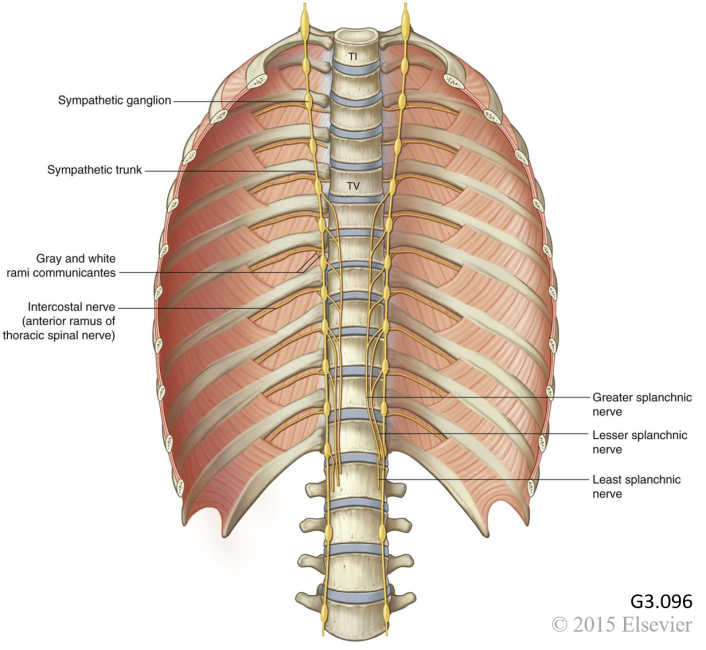 TI
Sympathetic ganglion
Sympathetic trunk
TV
Gray and white
rami communicantes
Intercostal nerve
(anterior ramus of
thoracic spinal nerve)
Greater splanchnic
nerve
Lesser splanchnic
nerve
Least splanchnic
nerve
G3.096
© 2015 Elsevier